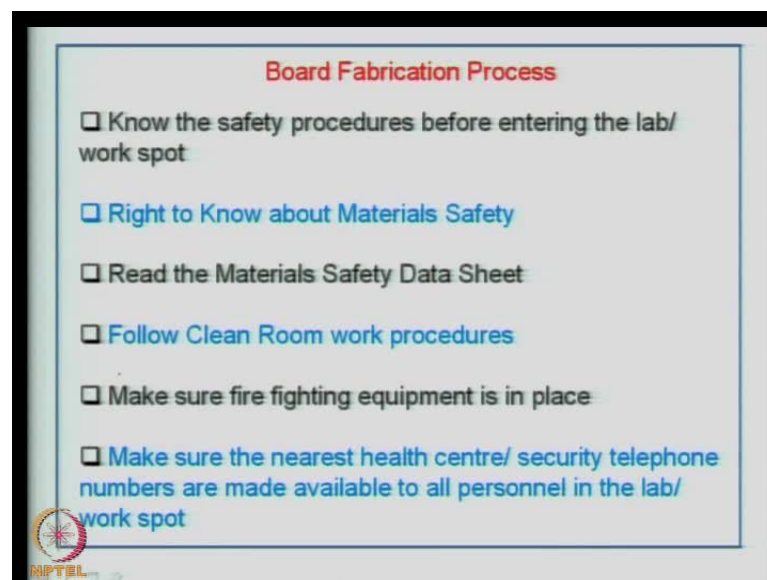 Board Fabrication Process
❑ Know the safety procedures before entering the lab/
work spot
❑ Right to Know about Materials Safety
❑ Read the Materials Safety Data Sheet
❑ Follow Clean Room work procedures
❑ Make sure fire fighting equipment is in place
❑ Make sure the nearest health centre/ security telephone
numbers are made available to all personnel in the lab/
work spot
NPTEL